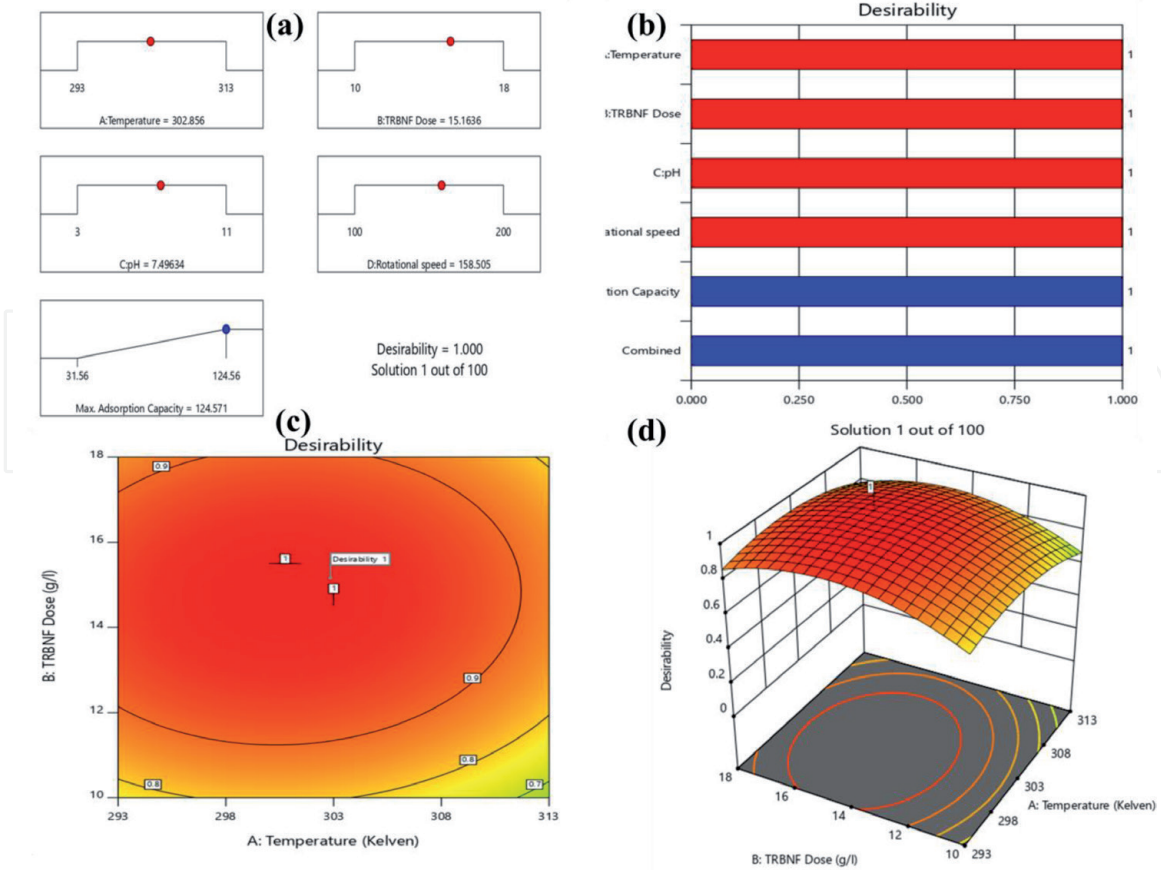 (a)
293 313
A:Temperature = 302.856
10 18
B:TRBNF Dose = 15.1636
3 11
C:pH = 7.49634
100 200
D:Rotational speed = 158.505
31.56 124.56
Max. Adsorption Capacity = 124.571
Desirability = 1.000
Solution 1 out of 100
(b)
Desirability
:Temperature 1
:TRBNF Dose 1
C:pH 1
ational speed 1
tion Capacity 1
Combined 1
0.000 0.250 0.500 0.750 1.000
Solution 1 out of 100
(c)
Desirability
B: TRBNF Dose (g/l)
18
16
14
12
10
0.9
1
Desirability 1
1
0.9
0.8
0.8
0.7
293 298 303 308 313
A: Temperature (Kelven)
(d)
Desirability
1
0.8
0.6
0.4
0.2
0
1
18
16
14
12
10
B: TRBNF Dose (g/l)
293
298
303
308
313
A: Temperature (Kelven)